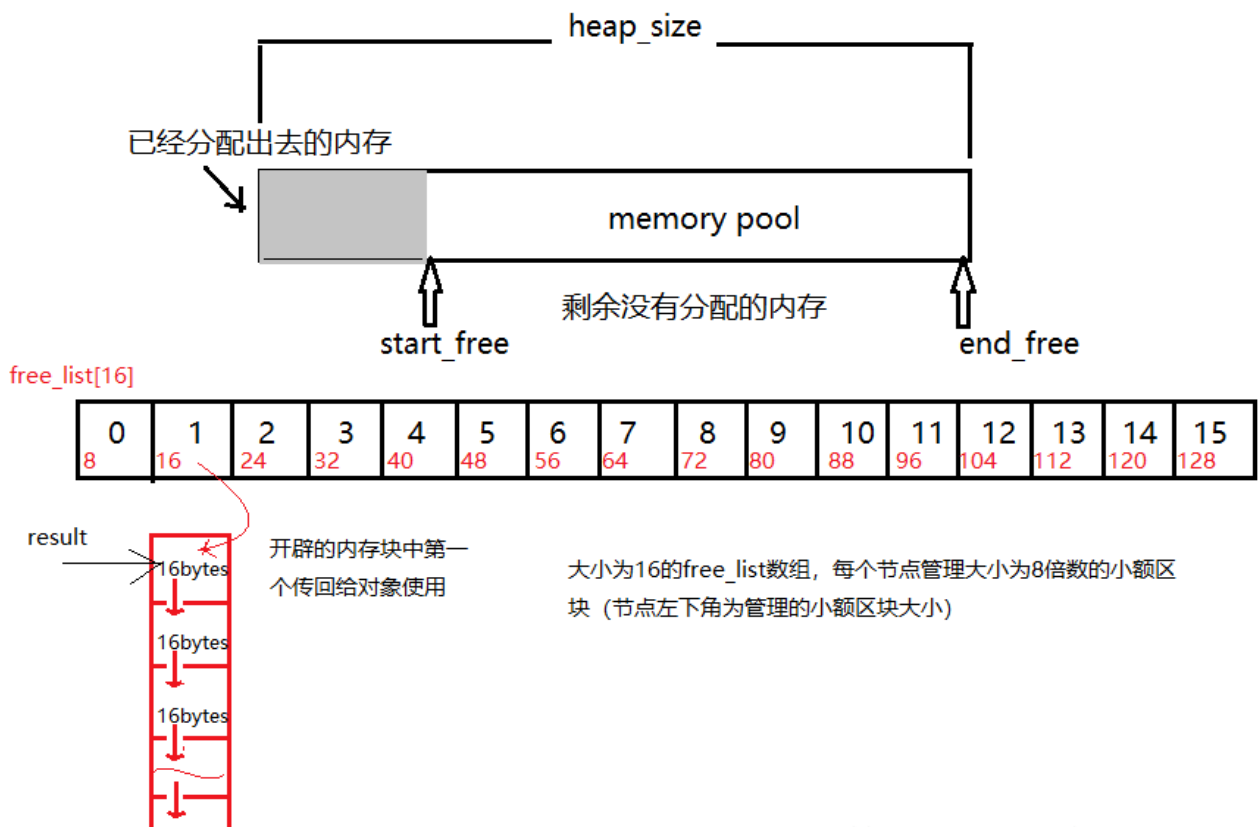 heap_size
已经分配出去的内存
memory pool
剩余没有分配的内存
start_free
end_free
free_list[16]
0 1 2 3 4 5 6 7 8 9 10 11 12 13 14 15
8 16 24 32 40 48 56 64 72 80 88 96 104 112 120 128
result
开辟的内存块中第一
个传回给对象使用
大小为16的free_list数组，每个节点管理大小为8倍数的小额区
块（节点左下角为管理的小额区块大小）
16bytes
16bytes
16bytes